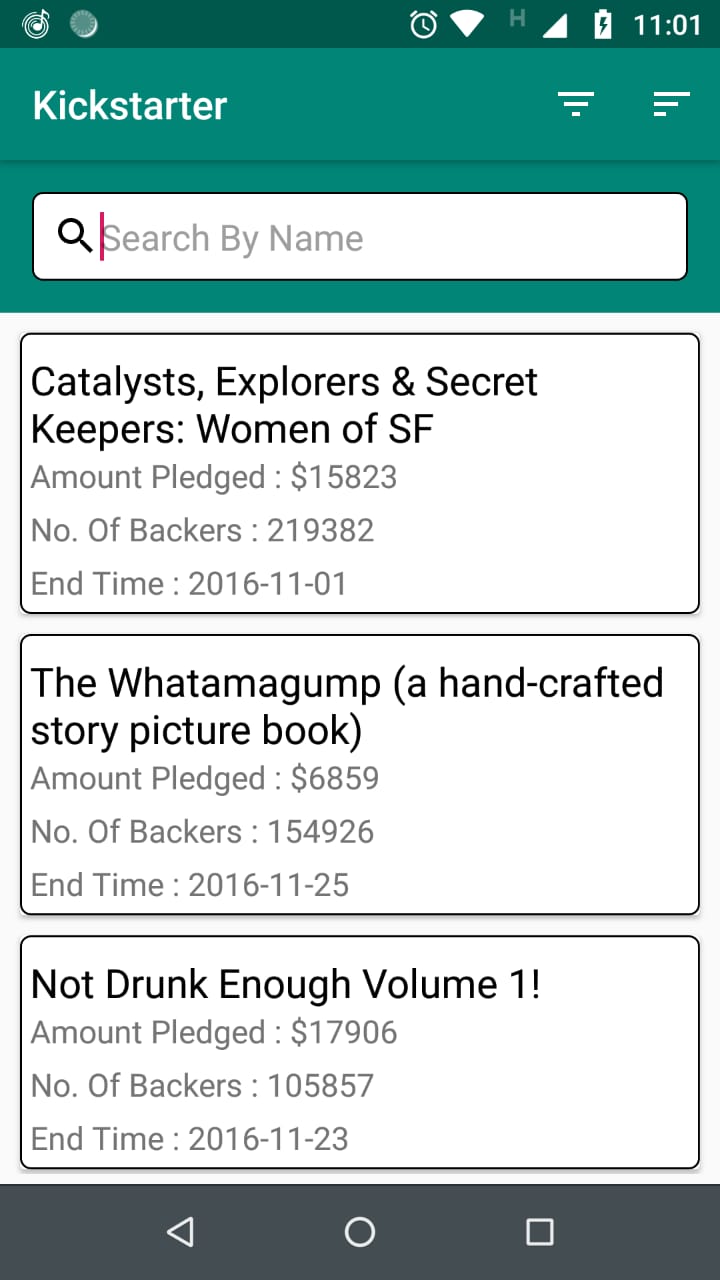 H 11:01
Kickstarter
Search By Name
Catalysts, Explorers & Secret
Keepers: Women of SF
Amount Pledged : $15823
No. Of Backers : 219382
End Time : 2016-11-01
The Whatamagump (a hand-crafted
story picture book)
Amount Pledged : $6859
No. Of Backers : 154926
End Time : 2016-11-25
Not Drunk Enough Volume 1!
Amount Pledged : $17906
No. Of Backers : 105857
End Time : 2016-11-23